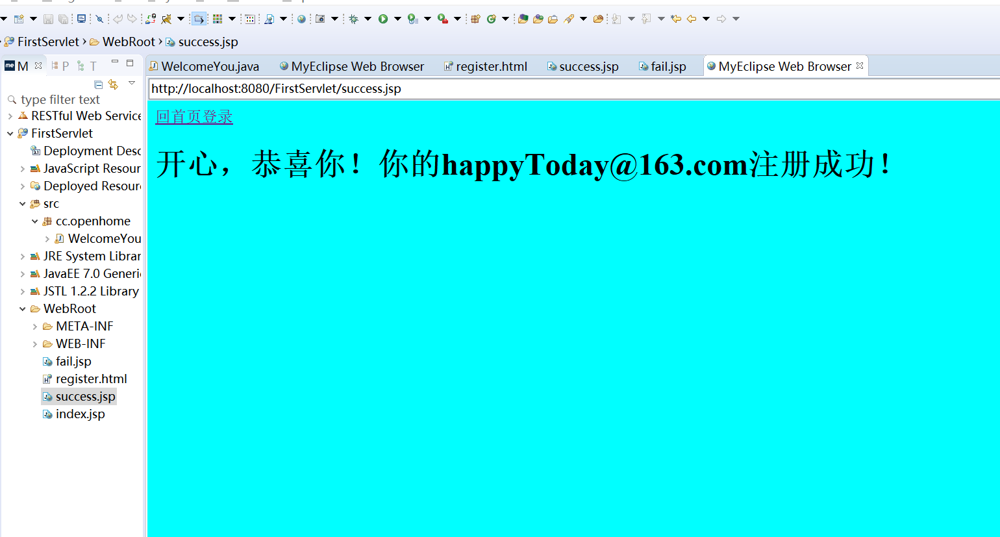 FirstServlet › WebRoot › success.jsp
M P T
WelcomeYou.java MyEclipse Web Browser register.html success.jsp fail.jsp MyEclipse Web Browser
http://localhost:8080/FirstServlet/success.jsp
type filter text
RESTful Web Service
FirstServlet
Deployment Desc
JavaScript Resour
Deployed Resour
src
cc.openhome
WelcomeYou
JRE System Librar
JavaEE 7.0 Generic
JSTL 1.2.2 Library
WebRoot
META-INF
WEB-INF
fail.jsp
register.html
success.jsp
index.jsp
回首页登录
开心，恭喜你！你的happyToday@163.com注册成功！